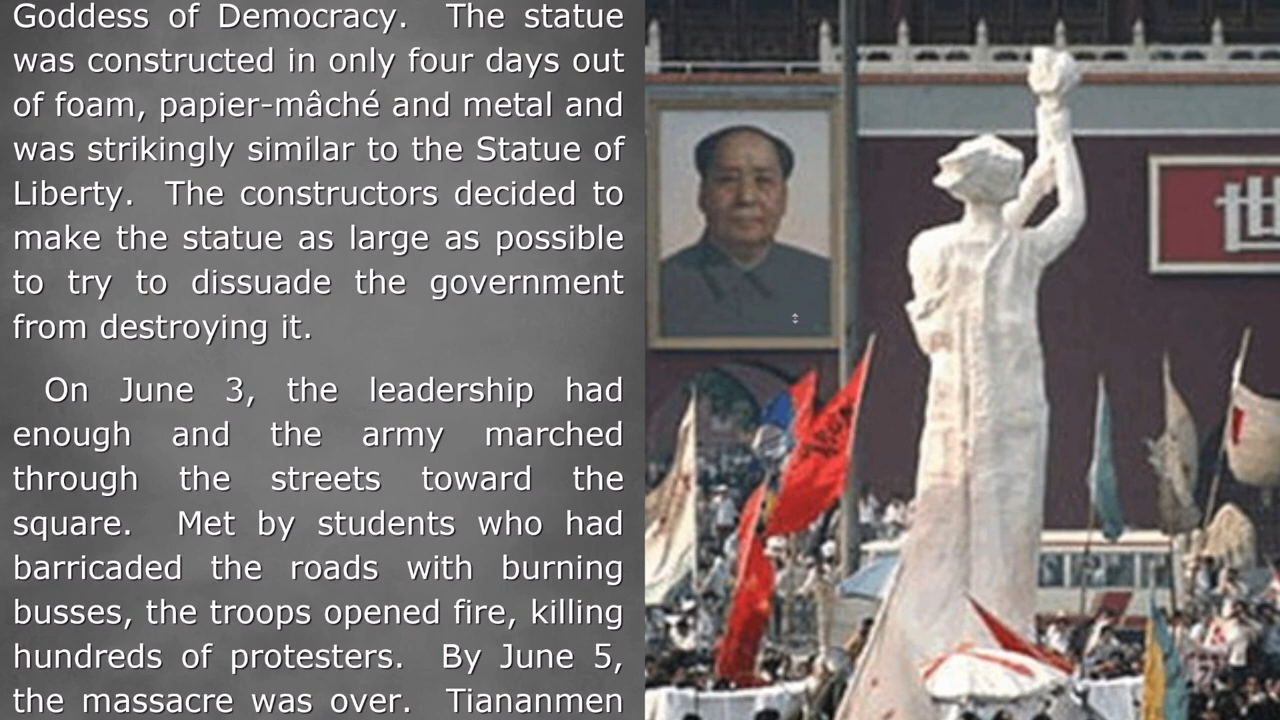 Goddess of Democracy. The statue
was constructed in only four days out
of foam, papier-mâché and metal and
was strikingly similar to the Statue of
Liberty. The constructors decided to
make the statue as large as possible
to try to dissuade the government
from destroying it.
On June 3, the leadership had
enough and the army marched
through the streets toward the
square. Met by students who had
barricaded the roads with burning
busses, the troops opened fire, killing
hundreds of protesters. By June 5,
the massacre was over. Tiananmen
世